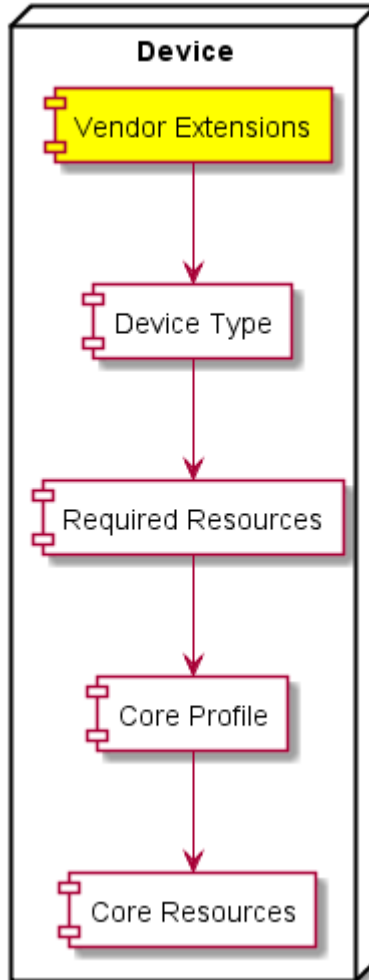 Device
Vendor Extensions
Device Type
Required Resources
Core Profile
Core Resources